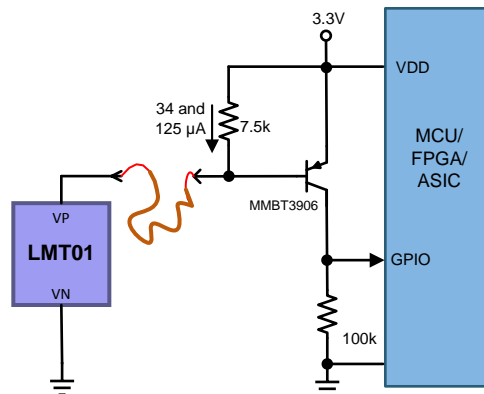 3.3V
VDD
34 and
125 µA
7.5k
MCU/
FPGA/
ASIC
MMBT3906
VP
LMT01
VN
GPIO
100k